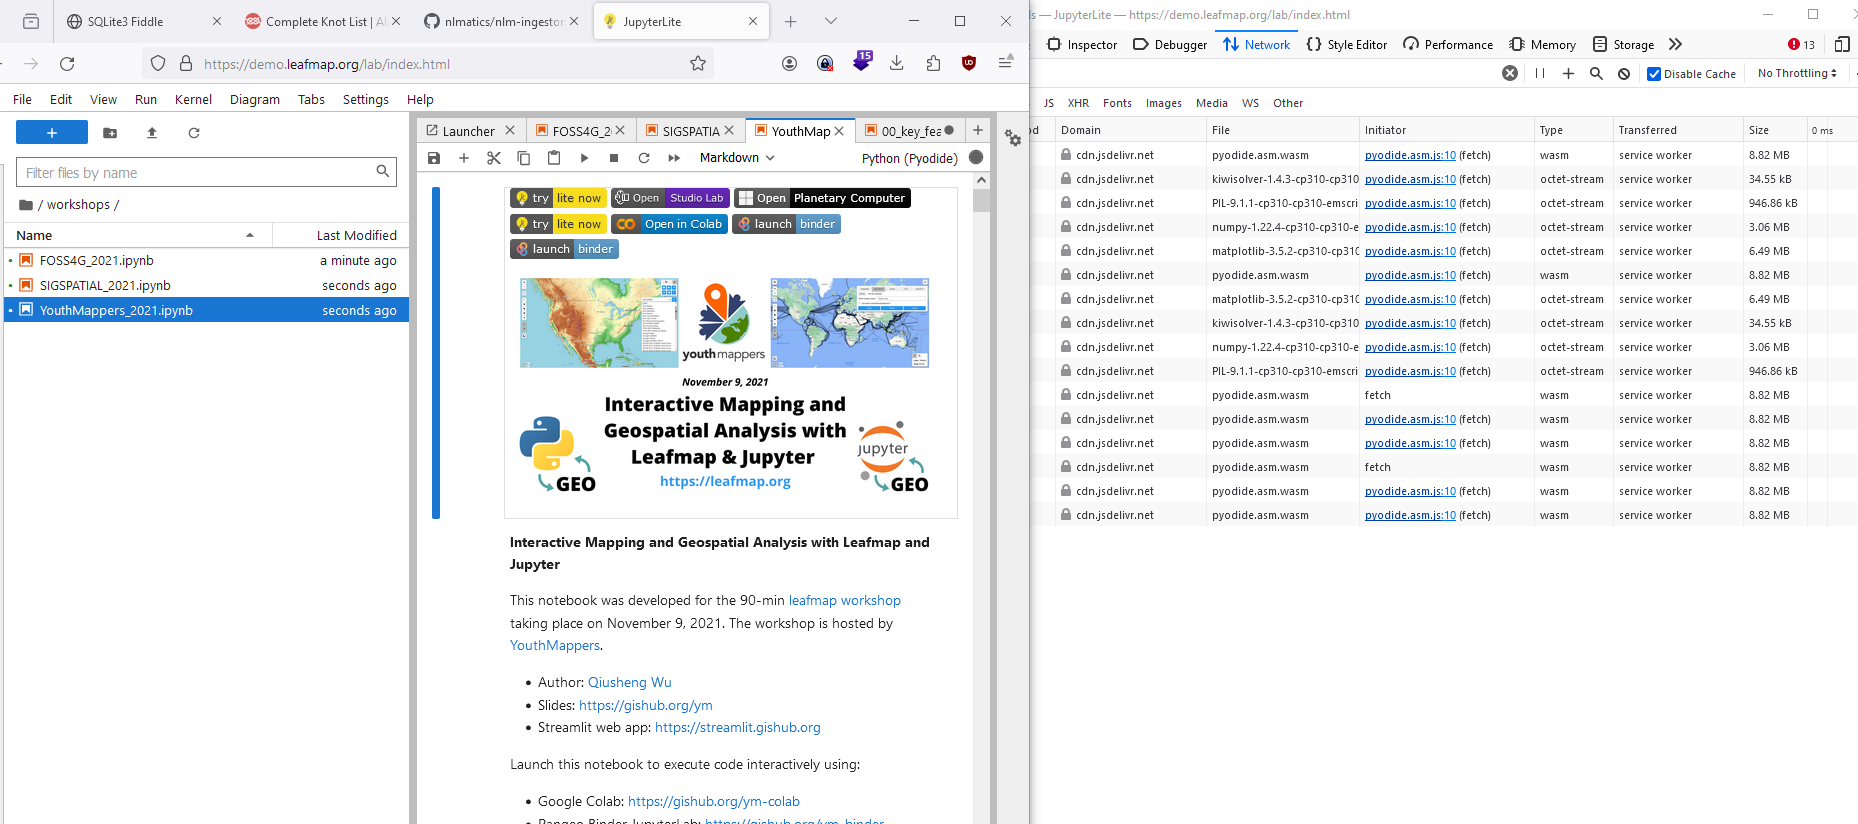 SQLite3 Fiddle
Complete Knot List | Al
nlmatics/nlm-ingestor
JupyterLite
https://demo.leafmap.org/lab/index.html
15
File Edit View Run Kernel Diagram Tabs Settings Help
Filter files by name
/ workshops /
Name Last Modified
FOSS4G_2021.ipynb a minute ago
SIGSPATIAL_2021.ipynb seconds ago
YouthMappers_2021.ipynb seconds ago
Launcher
FOSS4G_2
SIGSPATIA
YouthMap
00_key_fea
Markdown
Python (Pyodide)
try lite now Open Studio Lab Open Planetary Computer
try lite now Open in Colab launch binder
launch binder
youthmappers
November 9, 2021
Interactive Mapping and
Geospatial Analysis with
Leafmap & Jupyter
https://leafmap.org
GEO
jupyter
GEO
Interactive Mapping and Geospatial Analysis with Leafmap and
Jupyter
This notebook was developed for the 90-min leafmap workshop
taking place on November 9, 2021. The workshop is hosted by
YouthMappers.
• Author: Qiusheng Wu
• Slides: https://gishub.org/ym
• Streamlit web app: https://streamlit.gishub.org
Launch this notebook to execute code interactively using:
• Google Colab: https://gishub.org/ym-colab
• Pangeo Binder JupyterLab: https://gishub.org/ym-binder
s — JupyterLite — https://demo.leafmap.org/lab/index.html
Inspector Debugger Network Style Editor Performance Memory Storage 13
Disable Cache No Throttling
JS XHR Fonts Images Media WS Other
od Domain File Initiator Type Transferred Size 0 ms
cdn.jsdelivr.net pyodide.asm.wasm pyodide.asm.js:10 (fetch) wasm service worker 8.82 MB
cdn.jsdelivr.net kiwisolver-1.4.3-cp310-cp310 pyodide.asm.js:10 (fetch) octet-stream service worker 34.55 kB
cdn.jsdelivr.net PIL-9.1.1-cp310-cp310-emscri pyodide.asm.js:10 (fetch) octet-stream service worker 946.86 kB
cdn.jsdelivr.net numpy-1.22.4-cp310-cp310-e pyodide.asm.js:10 (fetch) octet-stream service worker 3.06 MB
cdn.jsdelivr.net matplotlib-3.5.2-cp310-cp310 pyodide.asm.js:10 (fetch) octet-stream service worker 6.49 MB
cdn.jsdelivr.net pyodide.asm.wasm pyodide.asm.js:10 (fetch) wasm service worker 8.82 MB
cdn.jsdelivr.net matplotlib-3.5.2-cp310-cp310 pyodide.asm.js:10 (fetch) octet-stream service worker 6.49 MB
cdn.jsdelivr.net kiwisolver-1.4.3-cp310-cp310 pyodide.asm.js:10 (fetch) octet-stream service worker 34.55 kB
cdn.jsdelivr.net numpy-1.22.4-cp310-cp310-e pyodide.asm.js:10 (fetch) octet-stream service worker 3.06 MB
cdn.jsdelivr.net PIL-9.1.1-cp310-cp310-emscri pyodide.asm.js:10 (fetch) octet-stream service worker 946.86 kB
cdn.jsdelivr.net pyodide.asm.wasm fetch wasm service worker 8.82 MB
cdn.jsdelivr.net pyodide.asm.wasm pyodide.asm.js:10 (fetch) wasm service worker 8.82 MB
cdn.jsdelivr.net pyodide.asm.wasm pyodide.asm.js:10 (fetch) wasm service worker 8.82 MB
cdn.jsdelivr.net pyodide.asm.wasm fetch wasm service worker 8.82 MB
cdn.jsdelivr.net pyodide.asm.wasm pyodide.asm.js:10 (fetch) wasm service worker 8.82 MB
cdn.jsdelivr.net pyodide.asm.wasm pyodide.asm.js:10 (fetch) wasm service worker 8.82 MB